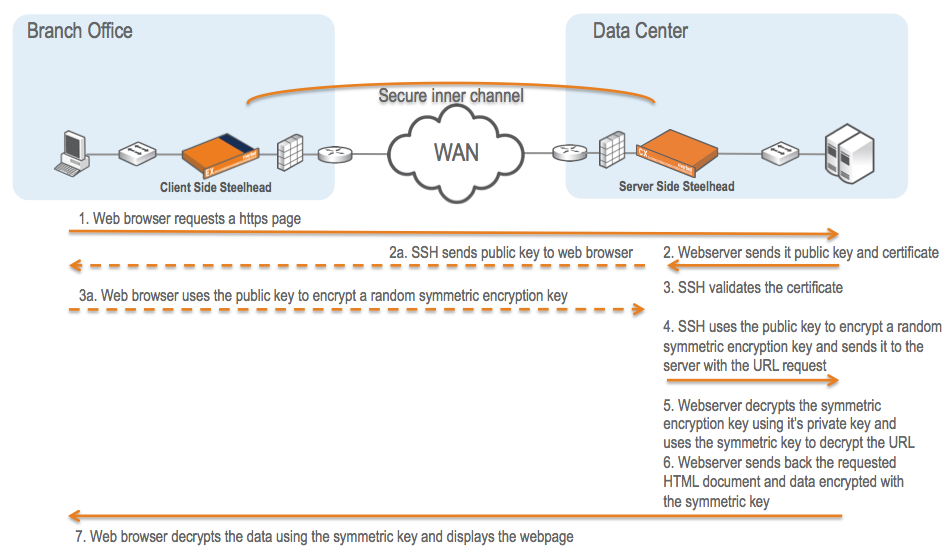 Branch Office
Data Center
Secure inner channel
WAN
EX
CX
Client Side Steelhead
Server Side Steelhead
1. Web browser requests a https page
2a. SSH sends public key to web browser
2. Webserver sends it public key and certificate
3a. Web browser uses the public key to encrypt a random symmetric encryption key
3. SSH validates the certificate
4. SSH uses the public key to encrypt a random
symmetric encryption key and sends it to the
server with the URL request
5. Webserver decrypts the symmetric
encryption key using it's private key and
uses the symmetric key to decrypt the URL
6. Webserver sends back the requested
HTML document and data encrypted with
the symmetric key
7. Web browser decrypts the data using the symmetric key and displays the webpage